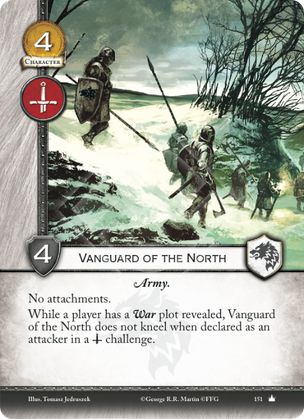 4
CHARACTER
4
VANGUARD OF THE NORTH
Army.
No attachments.
While a player has a War plot revealed, Vanguard
of the North does not kneel when declared as an
attacker in a challenge.
Illus. Tomasz Jedruszek
©George R.R. Martin ©FFG
151